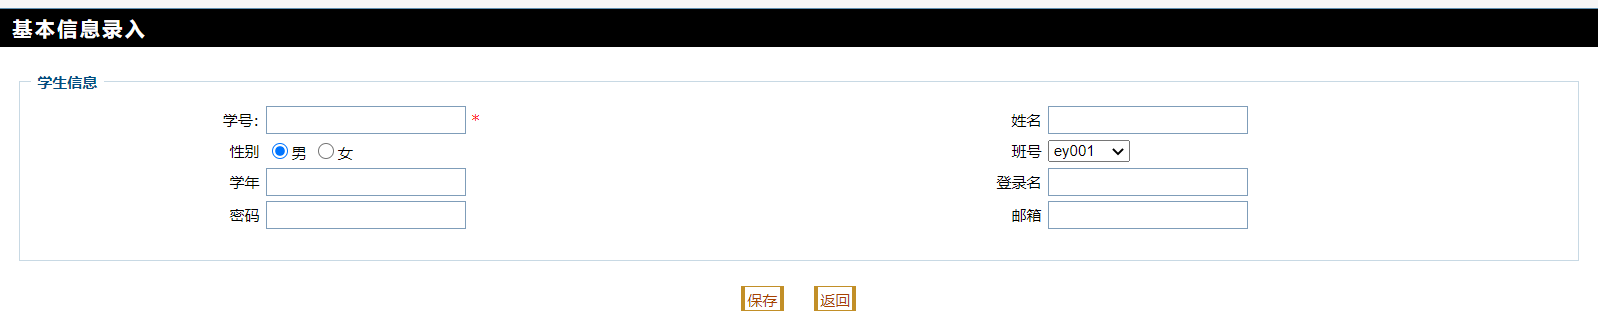 基本信息录入
学生信息
学号: * 姓名
性别 男 女 班号 ey001
学年 登录名
密码 邮箱
保存 返回